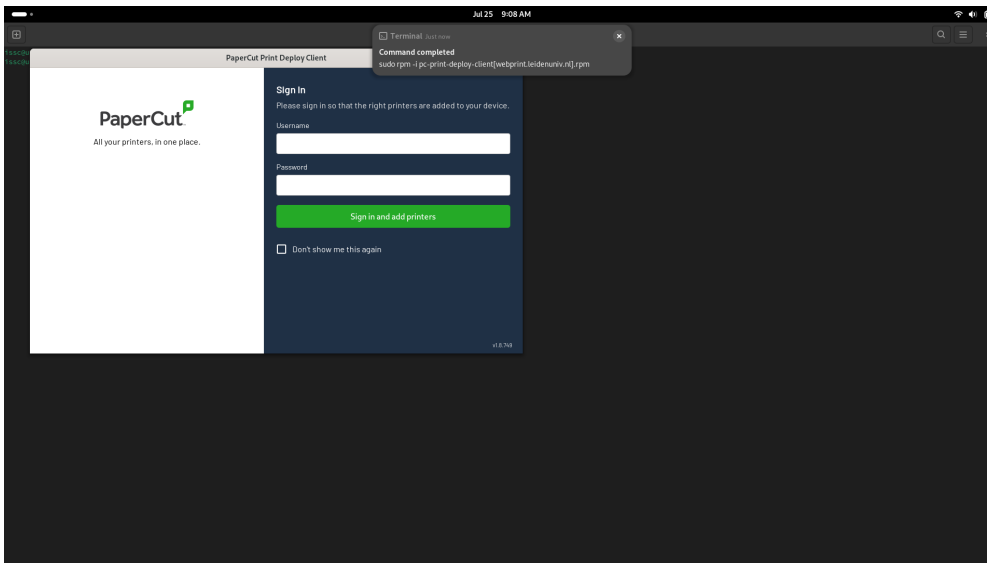 Jul 25 9:08 AM
Terminal Just now
Command completed
sudo rpm -i pc-print-deploy-client[webprint.leidenuniv.nl].rpm
PaperCut Print Deploy Client
PaperCut
All your printers, in one place.
Sign In
Please sign in so that the right printers are added to your device.
Username
Password
Sign in and add printers
Don't show me this again
v1.8.749